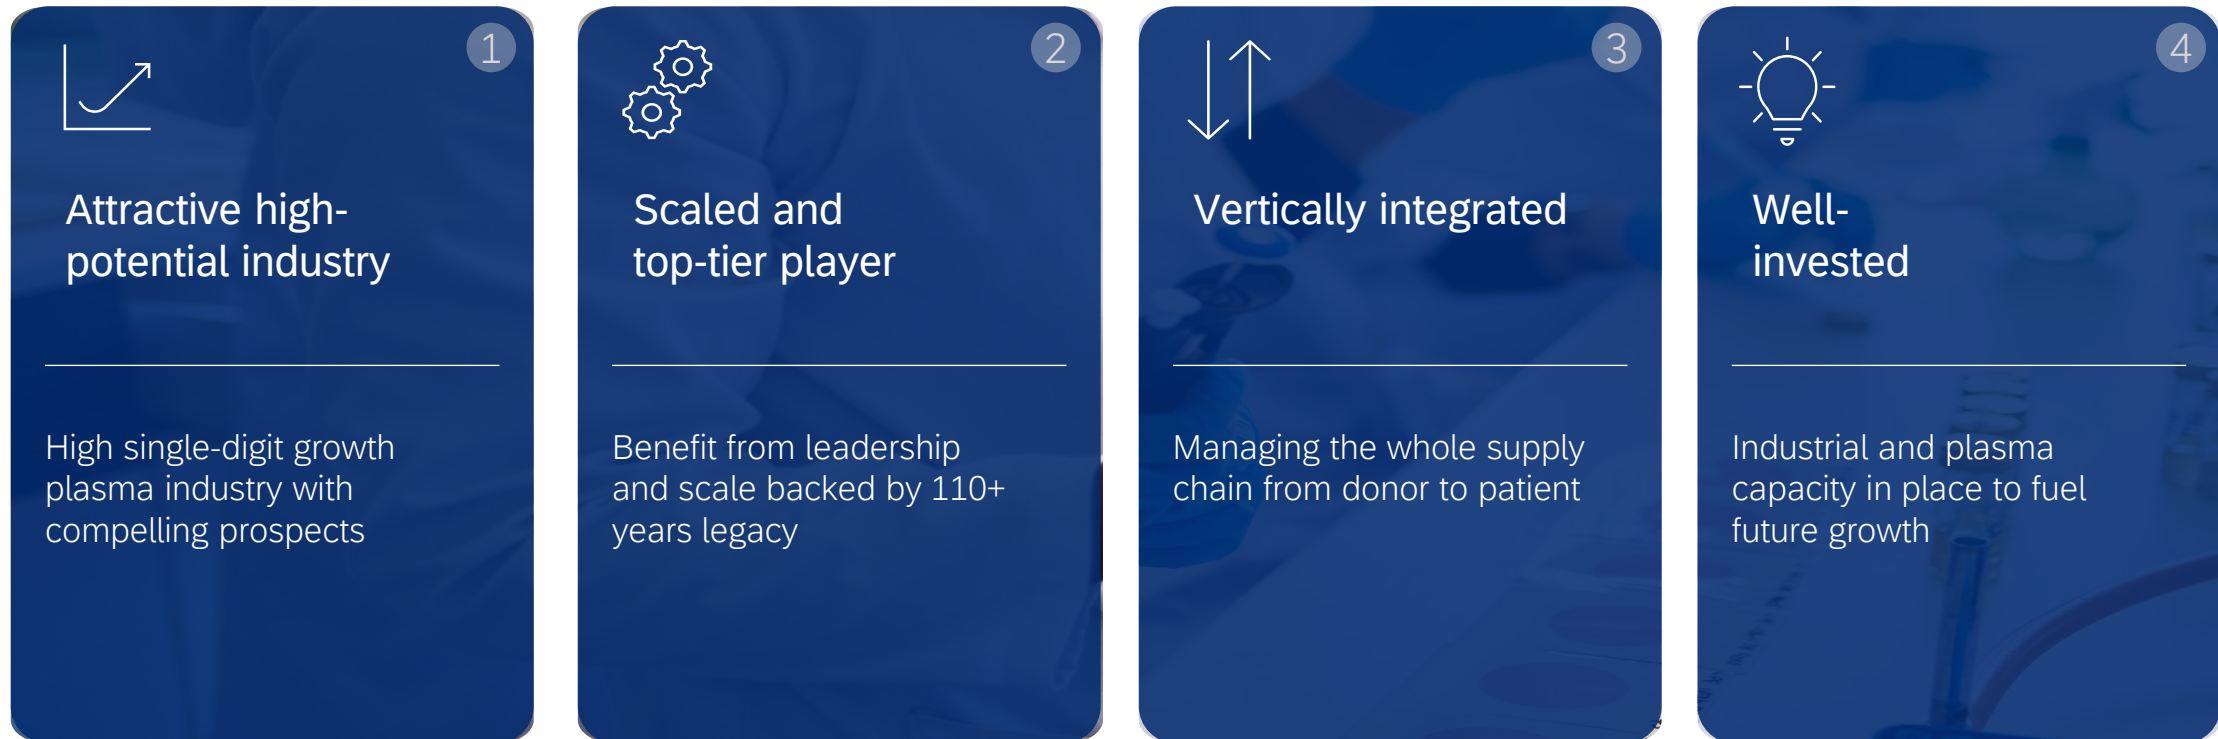 1
Attractive high-
potential industry
High single-digit growth
plasma industry with
compelling prospects
2
Scaled and
top-tier player
Benefit from leadership
and scale backed by 110+
years legacy
3
Vertically integrated
Managing the whole supply
chain from donor to patient
4
Well-
invested
Industrial and plasma
capacity in place to fuel
future growth